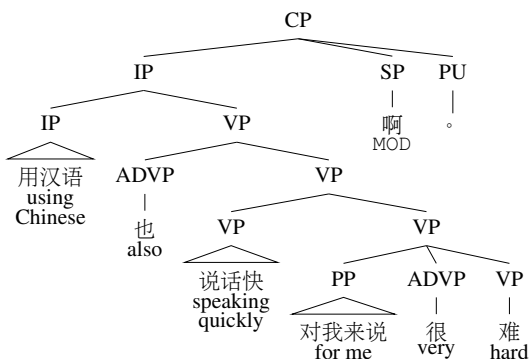 CP
IP SP PU
IP VP 啊 。
MOD
用汉语 ADVP VP
using
Chinese 也 VP VP
also
说话快 PP ADVP VP
speaking
quickly 对我来说 很 难
for me very hard